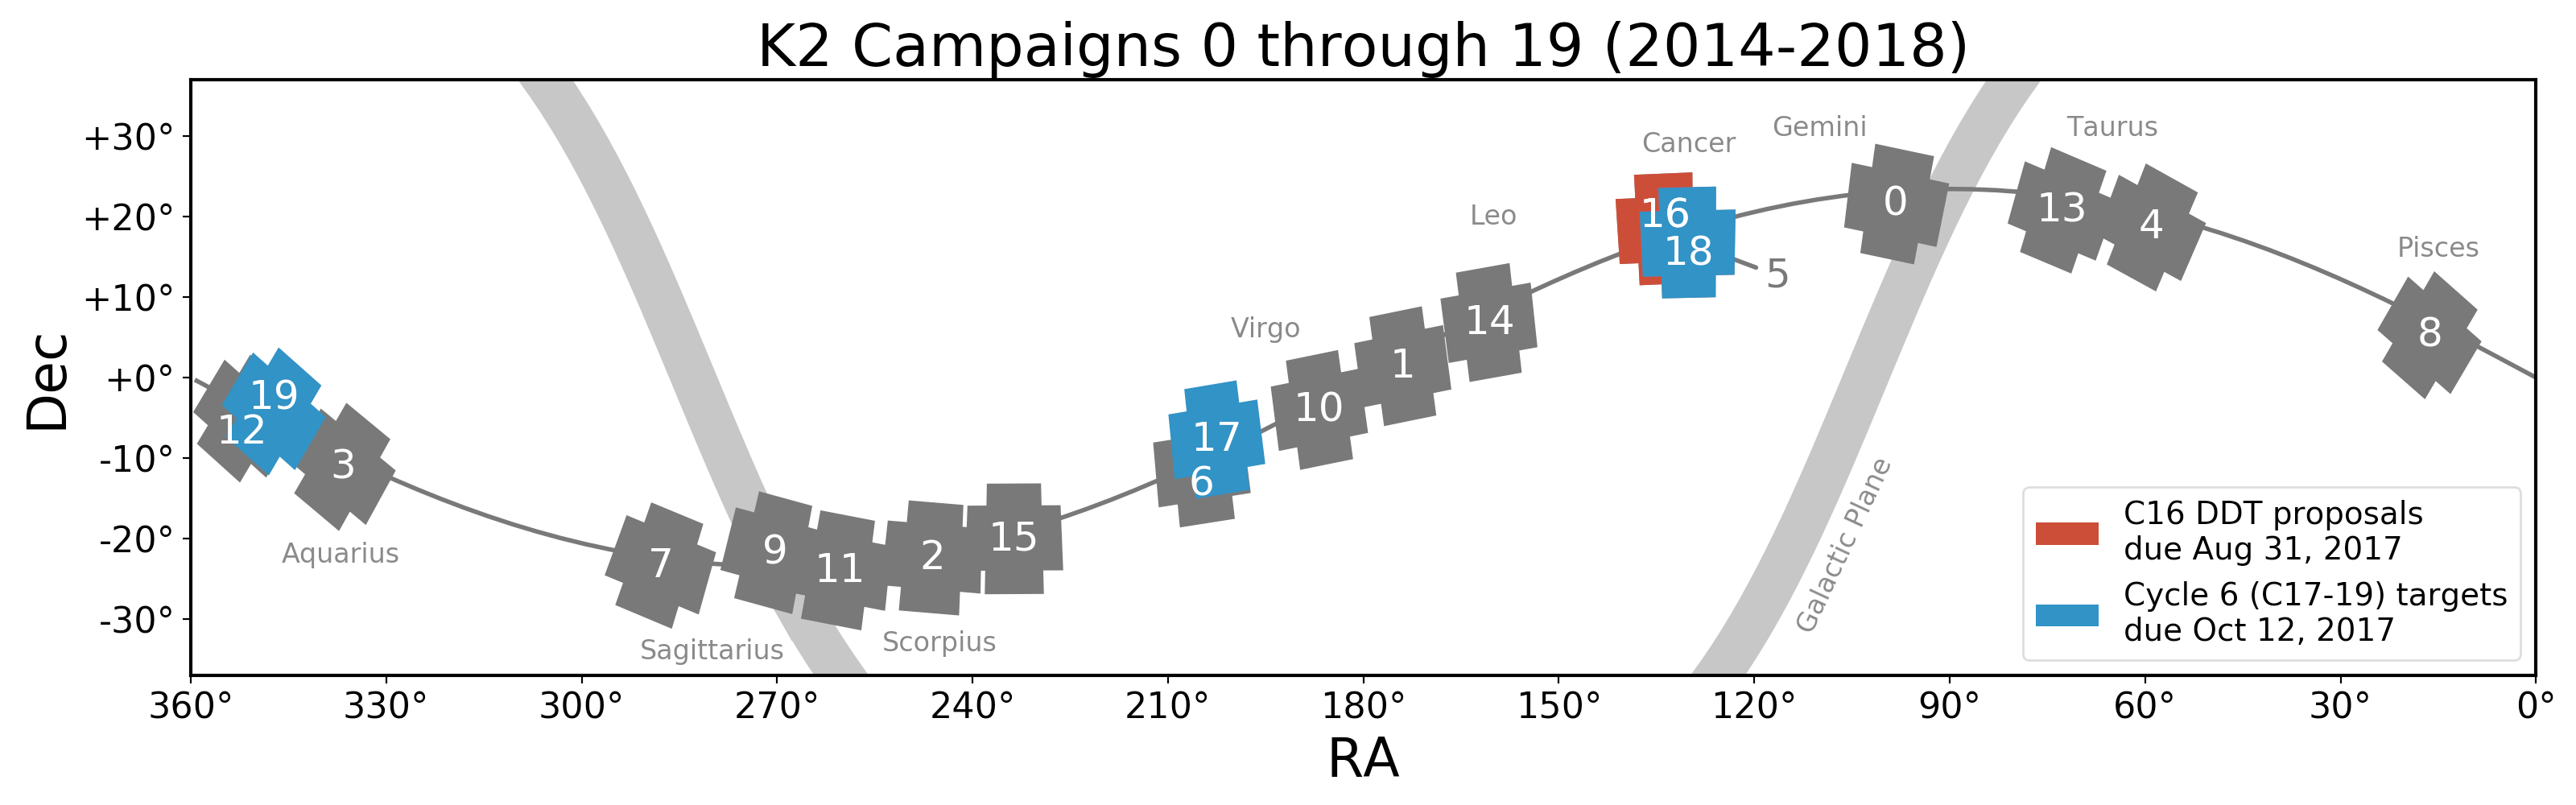 K2 Campaigns 0 through 19 (2014-2018)
Dec
+30°
+20°
+10°
+0°
-10°
-20°
-30°
Cancer
Gemini
Taurus
Leo
Pisces
Virgo
Aquarius
Sagittarius
Scorpius
Galactic Plane
0
13
4
16
18
5
8
14
1
10
17
6
19
12
3
7
9
11
2
15
C16 DDT proposals
due Aug 31, 2017
Cycle 6 (C17-19) targets
due Oct 12, 2017
360°
330°
300°
270°
240°
210°
180°
150°
120°
90°
60°
30°
0°
RA